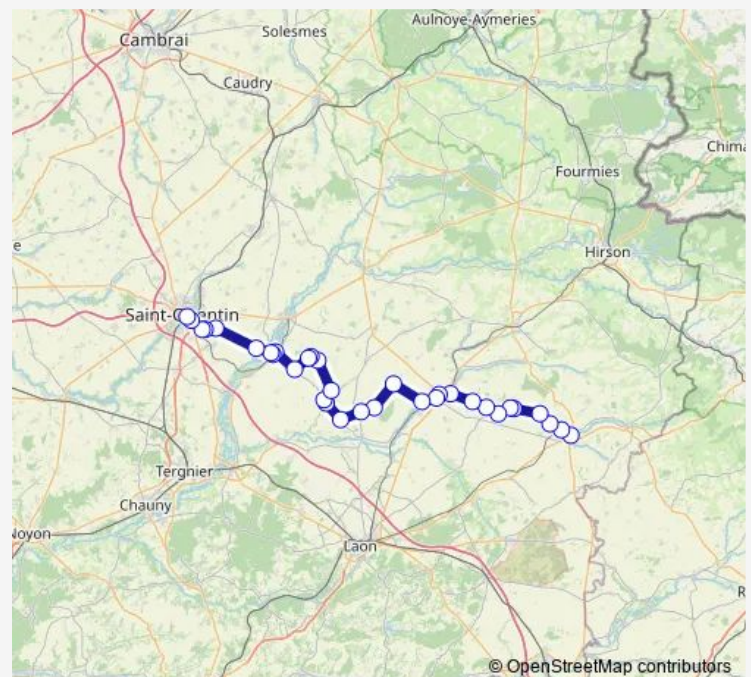 Solesmes
Aulnoye-Aymeries
Cambrai
Caudry
Chima
Fourmies
e
Hirson
Saint-Quentin
Tergnier
Chauny
Noyon
Laon
R
© OpenStreetMap contributors